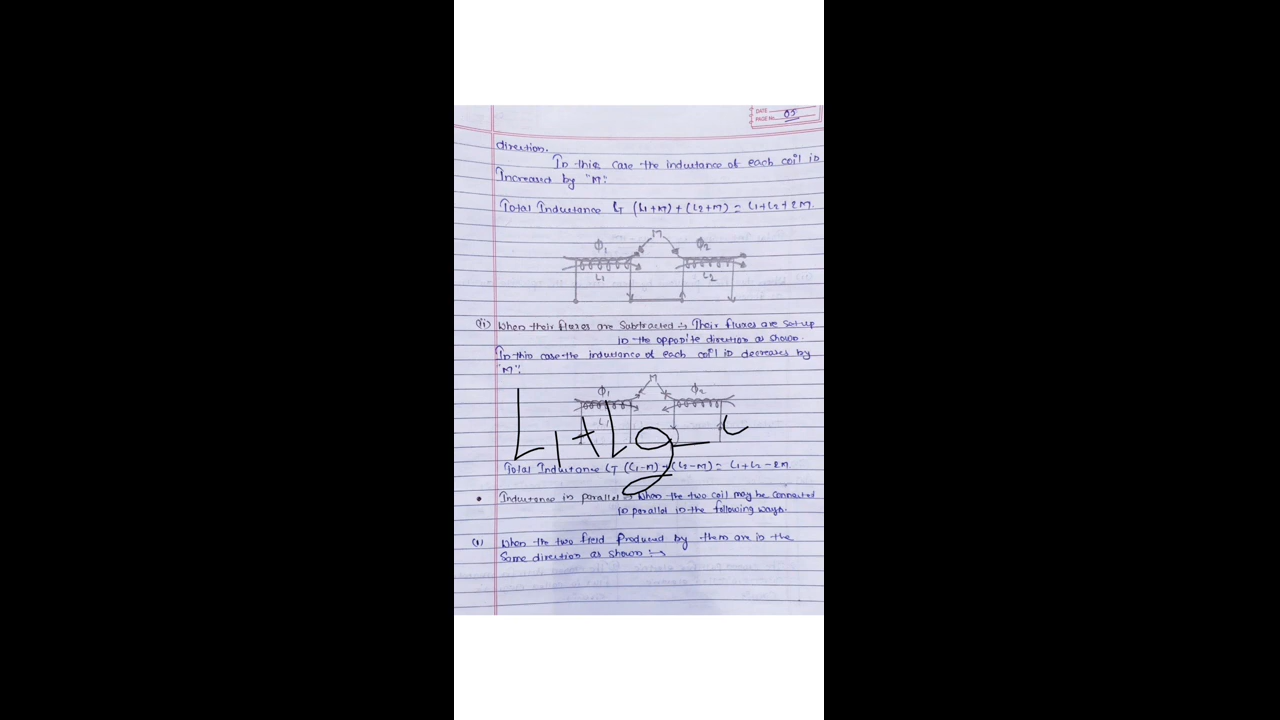 DATE
PAGE No. 05
direction.
In this case the inductance of each coil is
Increased by "M".
Total Inductance LT (L1+M)+(L2+M) = L1+L2+2M.
M
Φ1 Φ2
L1 L2
(ii) When their fluxes are Subtracted :- Their fluxes are set-up
in the opposite direction as shown.
In this case the inductance of each coil is decreases by
"M".
M
Φ1 Φ2
L1
L1+L2-
Total Inductance LT (L1-M)+(L2-M) = L1+L2-2M
• Inductance in parallel :- When the two coil may be connected
in parallel in the following ways.
(i) When the two field produced by them are in the
Same direction as shown :-